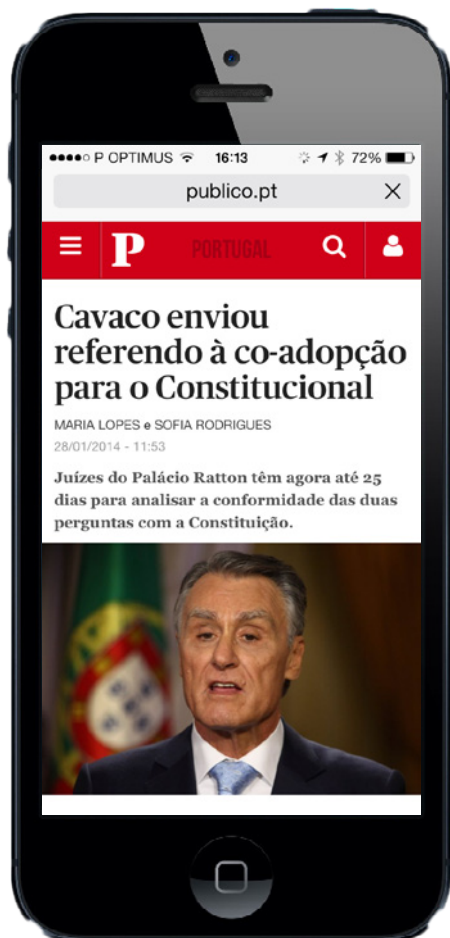 P OPTIMUS 16:13 72%
publico.pt
P PORTUGAL
Cavaco enviou
referendo à co-adopção
para o Constitucional
MARIA LOPES e SOFIA RODRIGUES
28/01/2014 - 11:53
Juízes do Palácio Ratton têm agora até 25
dias para analisar a conformidade das duas
perguntas com a Constituição.